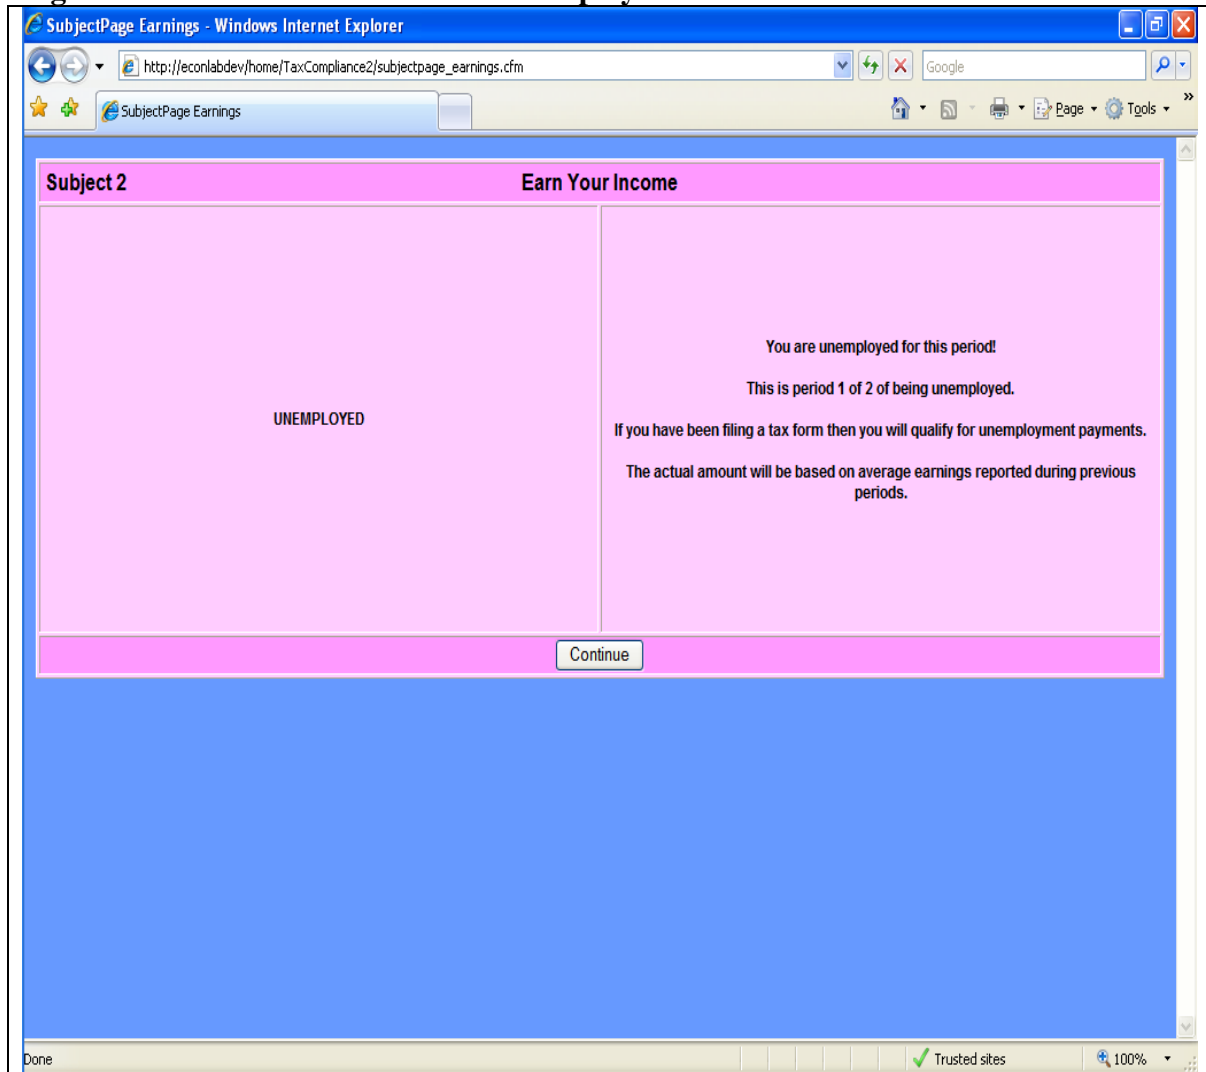 SubjectPage Earnings - Windows Internet Explorer
http://econlabdev/home/TaxCompliance2/subjectpage_earnings.cfm
Google
SubjectPage Earnings
Page
Tools
»
Subject 2
Earn Your Income
UNEMPLOYED
You are unemployed for this period!
This is period 1 of 2 of being unemployed.
If you have been filing a tax form then you will qualify for unemployment payments.
The actual amount will be based on average earnings reported during previous
periods.
Continue
Done
Trusted sites
100%